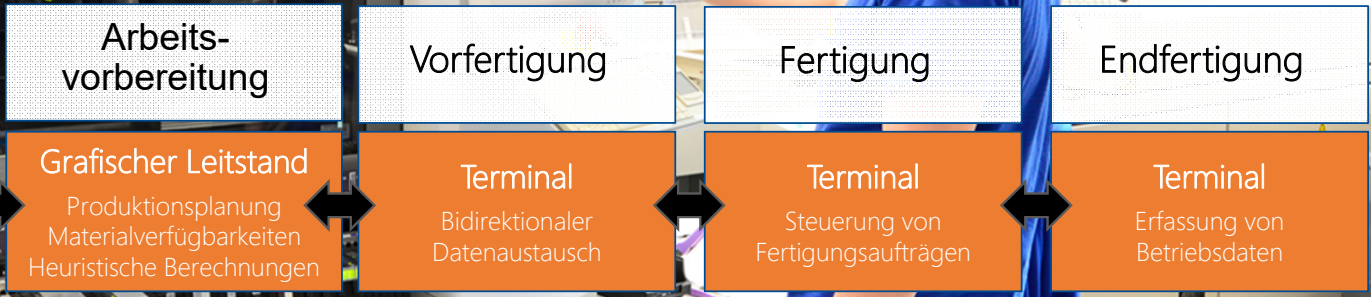 Arbeits-
vorbereitung
Vorfertigung
Fertigung
Endfertigung
Grafischer Leitstand
Produktionsplanung
Materialverfügbarkeiten
Heuristische Berechnungen
Terminal
Bidirektionaler
Datenaustausch
Terminal
Steuerung von
Fertigungsaufträgen
Terminal
Erfassung von
Betriebsdaten